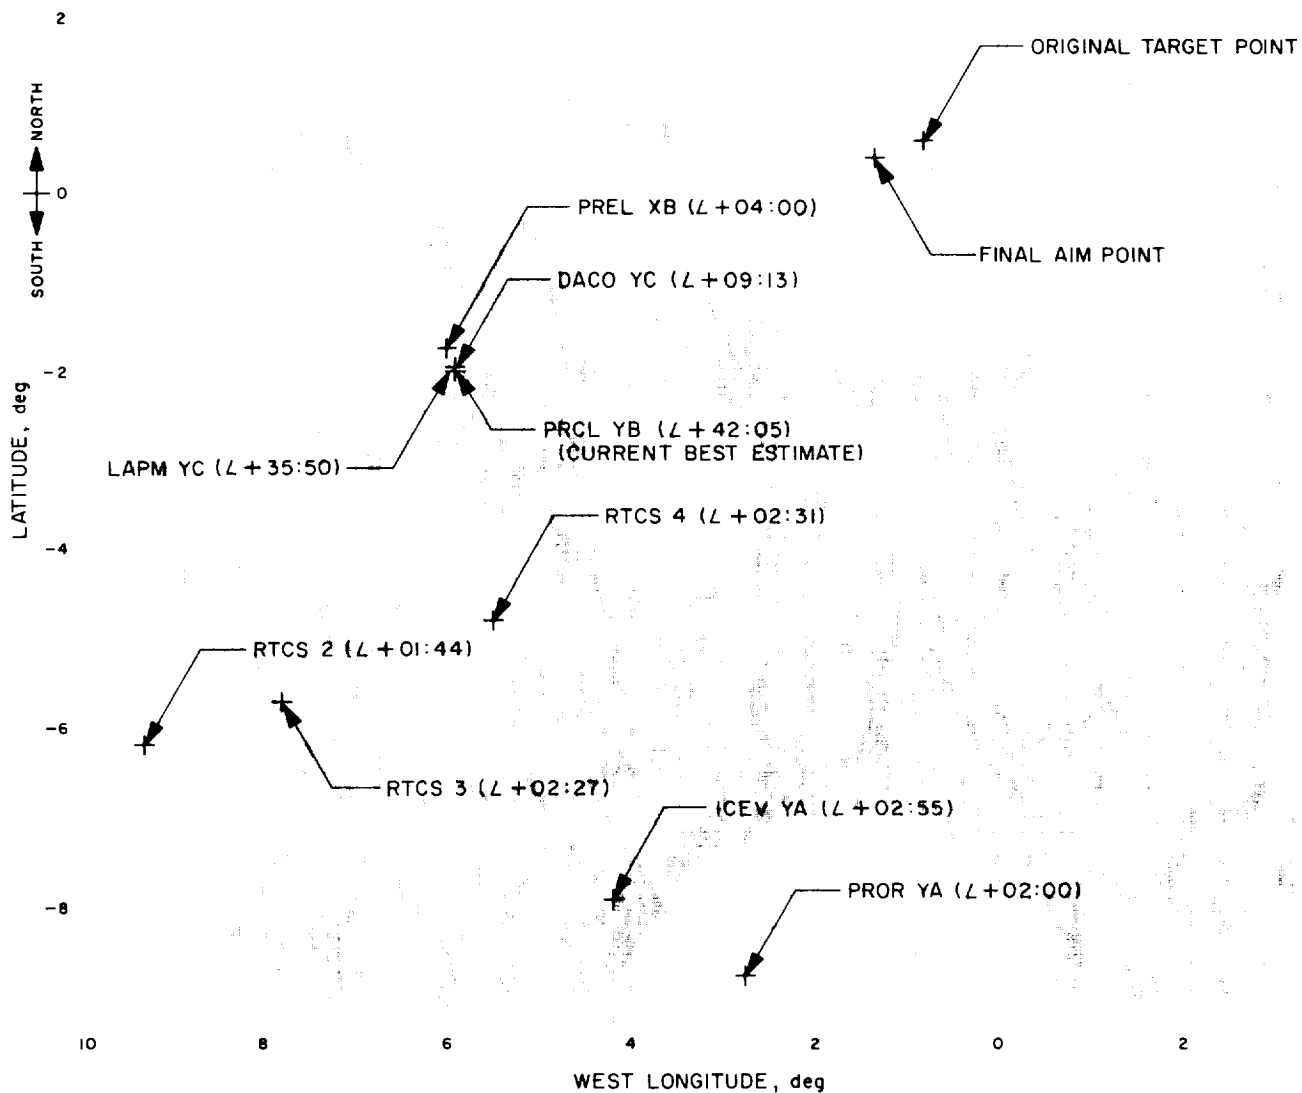 2
ORIGINAL TARGET POINT
NORTH
0
SOUTH
PREL XB (L+04:00)
FINAL AIM POINT
DACO YC (L+09:13)
-2
LATITUDE, deg
PRCL YB (L+42:05)
(CURRENT BEST ESTIMATE)
LAPM YC (L+35:50)
RTCS 4 (L+02:31)
-4
RTCS 2 (L+01:44)
-6
RTCS 3 (L+02:27)
ICEV YA (L+02:55)
PROR YA (L+02:00)
-8
10 8 6 4 2 0 2
WEST LONGITUDE, deg